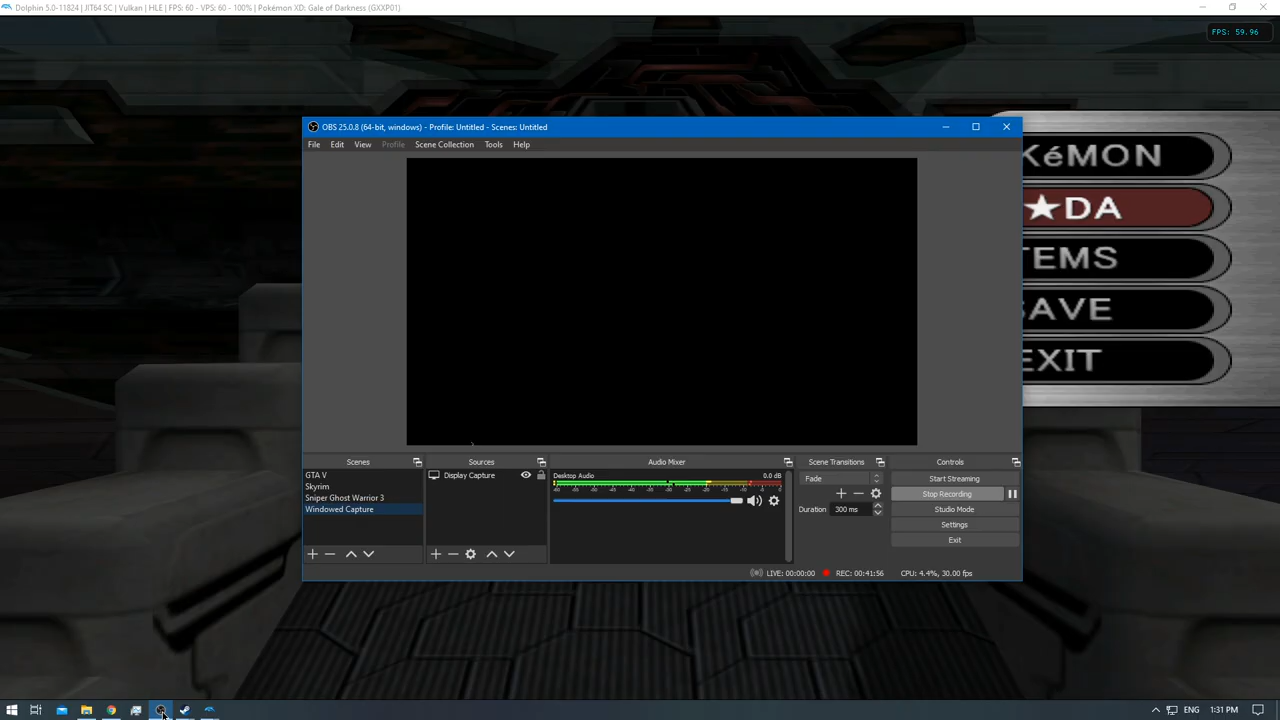 Dolphin 5.0-11824 | JIT64 SC | Vulkan | HLE | FPS: 60 - VPS: 60 - 100% | Pokémon XD: Gale of Darkness (GXXP01)
FPS: 59.96
OBS 25.0.8 (64-bit, windows) - Profile: Untitled - Scenes: Untitled
File Edit View Profile Scene Collection Tools Help
KéMON
★DA
TEMS
SAVE
EXIT
Scenes
GTA V
Skyrim
Sniper Ghost Warrior 3
Windowed Capture
Sources
Display Capture
Audio Mixer
Desktop Audio 0.0 dB
Scene Transitions
Fade
Duration 300 ms
Controls
Start Streaming
Stop Recording
Studio Mode
Settings
Exit
LIVE: 00:00:00 REC: 00:41:56 CPU: 4.4%, 30.00 fps
ENG 1:31 PM